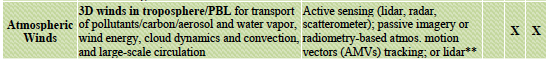 Atmospheric Winds
3D winds in troposphere/PBL for transport
of pollutants/carbon/aerosol and water vapor,
wind energy, cloud dynamics and convection,
and large-scale circulation
Active sensing (lidar, radar,
scatterometer); passive imagery or
radiometry-based atmos. motion
vectors (AMVs) tracking; or lidar**
X X